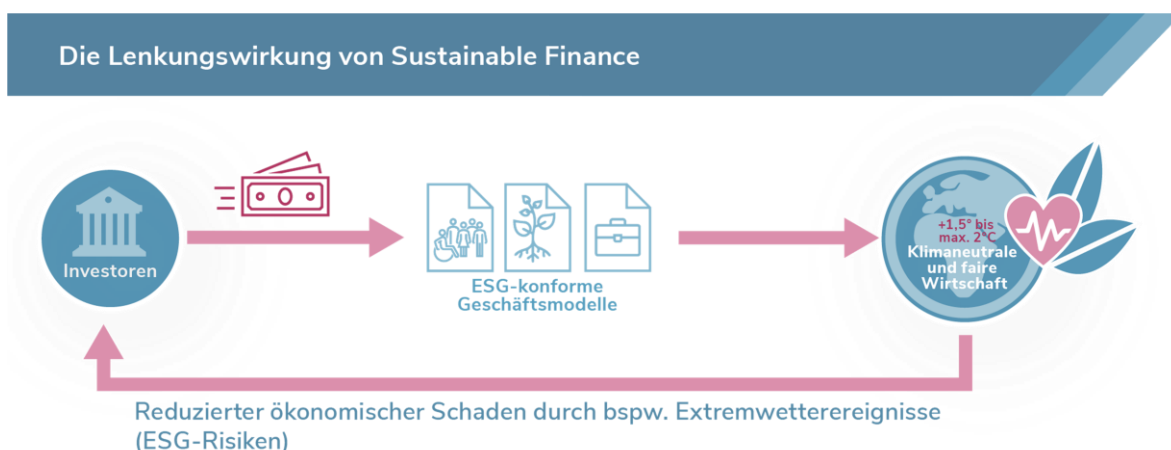 Die Lenkungswirkung von Sustainable Finance
Investoren
ESG-konforme
Geschäftsmodelle
+1,5° bis
max. 2°C
Klimaneutrale
und faire
Wirtschaft
Reduzierter ökonomischer Schaden durch bspw. Extremwetterereignisse
(ESG-Risiken)